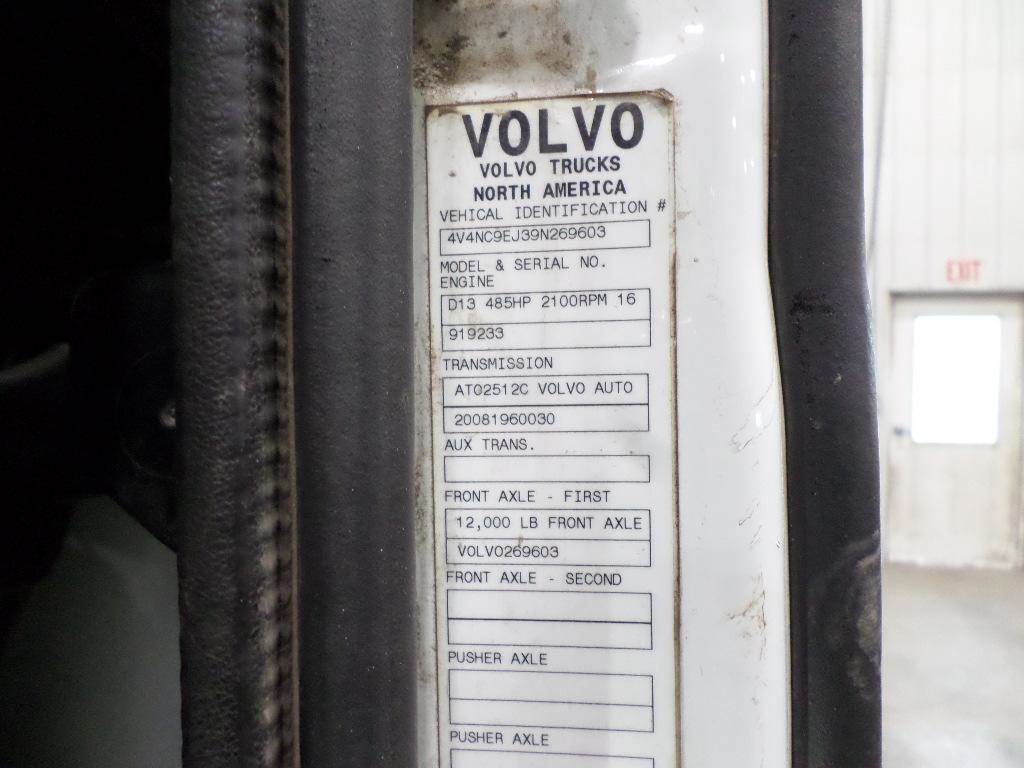 VOLVO
VOLVO TRUCKS
NORTH AMERICA
VEHICAL IDENTIFICATION #
4V4NC9EJ39N269603
MODEL & SERIAL NO.
ENGINE
D13 485HP 2100RPM 16
919233
TRANSMISSION
ATO2512C VOLVO AUTO
20081960030
AUX TRANS.
FRONT AXLE - FIRST
12,000 LB FRONT AXLE
VOLVO269603
FRONT AXLE - SECOND
PUSHER AXLE
PUSHER AXLE
EXIT